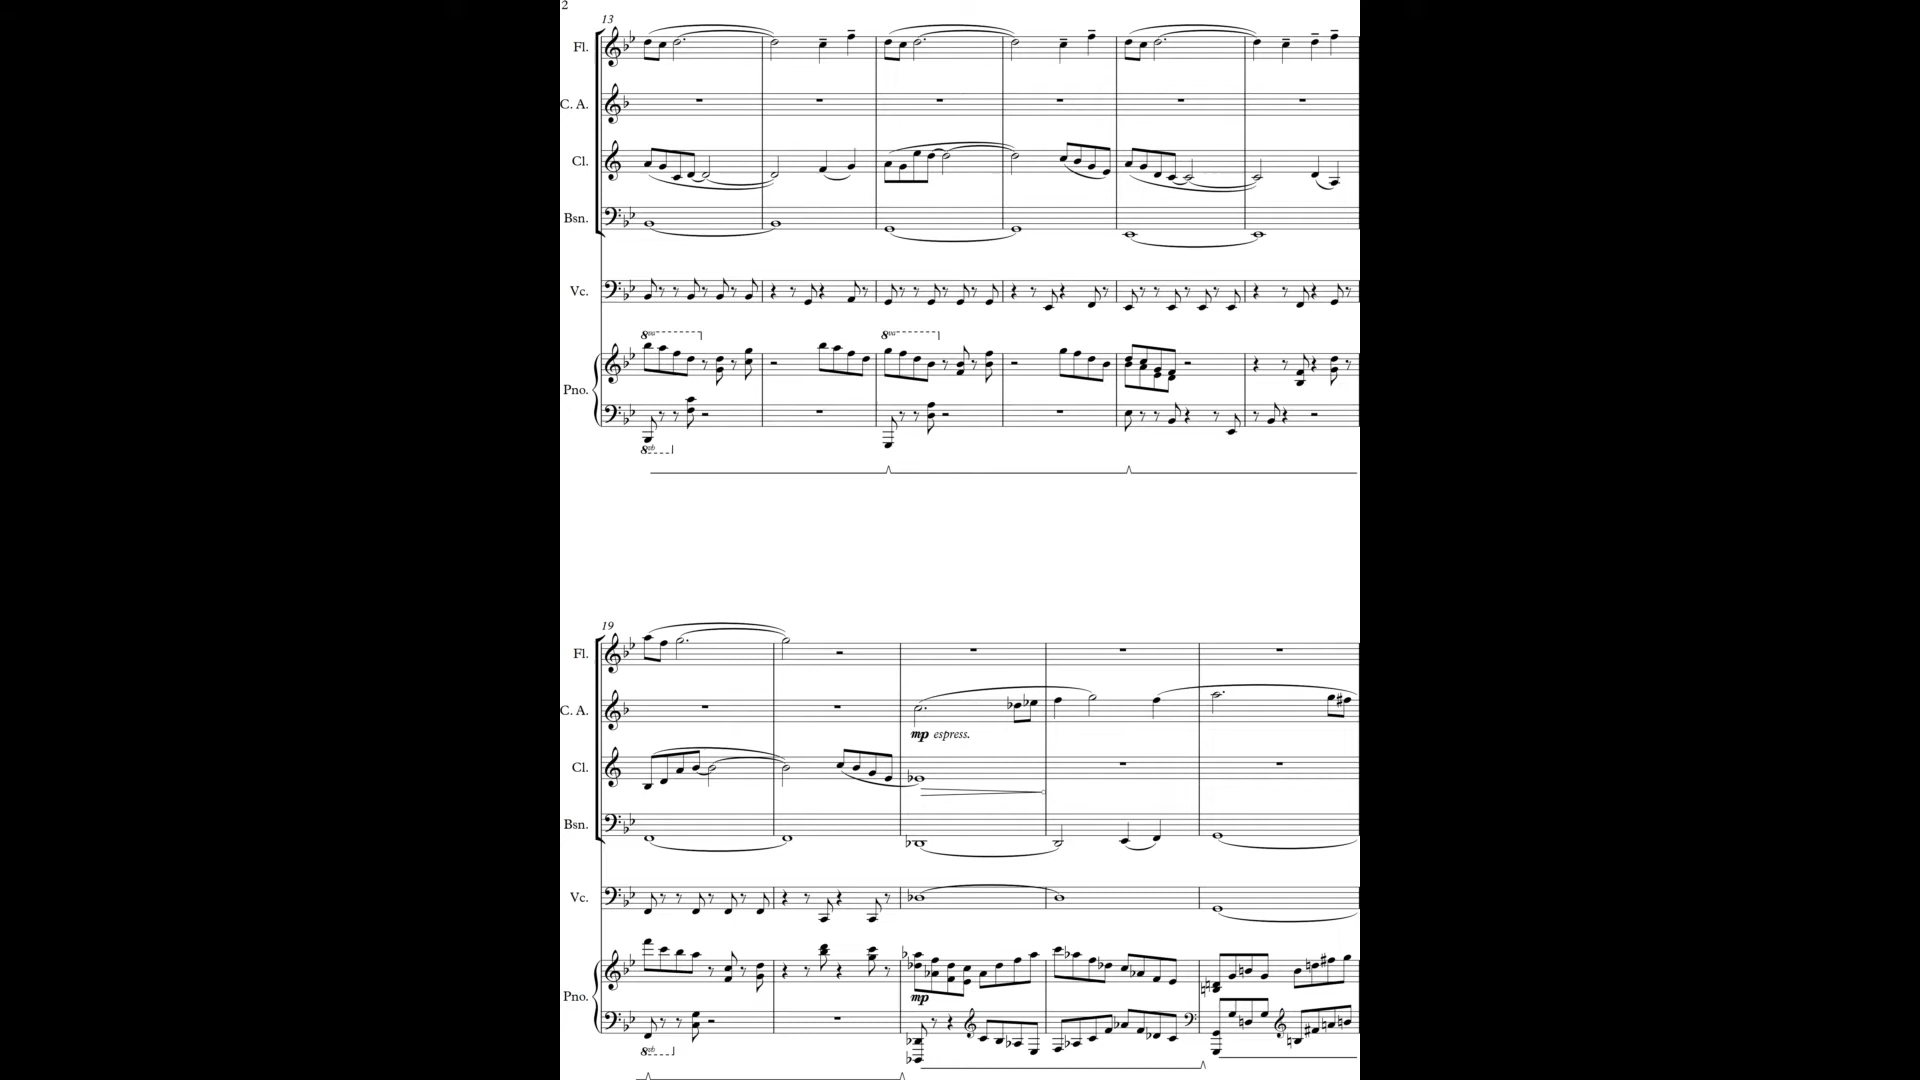 2
13
Fl.
C. A.
Cl.
Bsn.
Vc.
8va
8va
Pno.
8vb
19
Fl.
C. A.
mp espress.
Cl.
Bsn.
Vc.
Pno.
mp
8vb